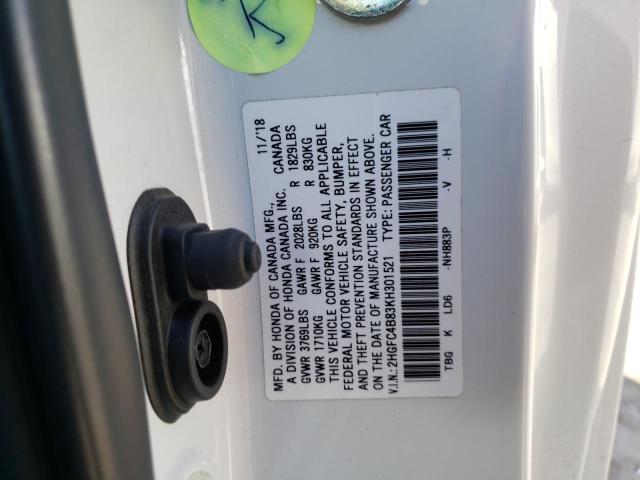 MFD. BY HONDA OF CANADA MFG., 11/'18
A DIVISION OF HONDA CANADA INC. CANADA
GVWR 3769LBS GAWR F 2028LBS R 1829LBS
GVWR 1710KG GAWR F 920KG R 830KG
THIS VEHICLE CONFORMS TO ALL APPLICABLE
FEDERAL MOTOR VEHICLE SAFETY, BUMPER,
AND THEFT PREVENTION STANDARDS IN EFFECT
ON THE DATE OF MANUFACTURE SHOWN ABOVE.
V.I.N.: 2HGFC4B83KH301521 TYPE: PASSENGER CAR
TBG K LD6 -NH883P -V -H